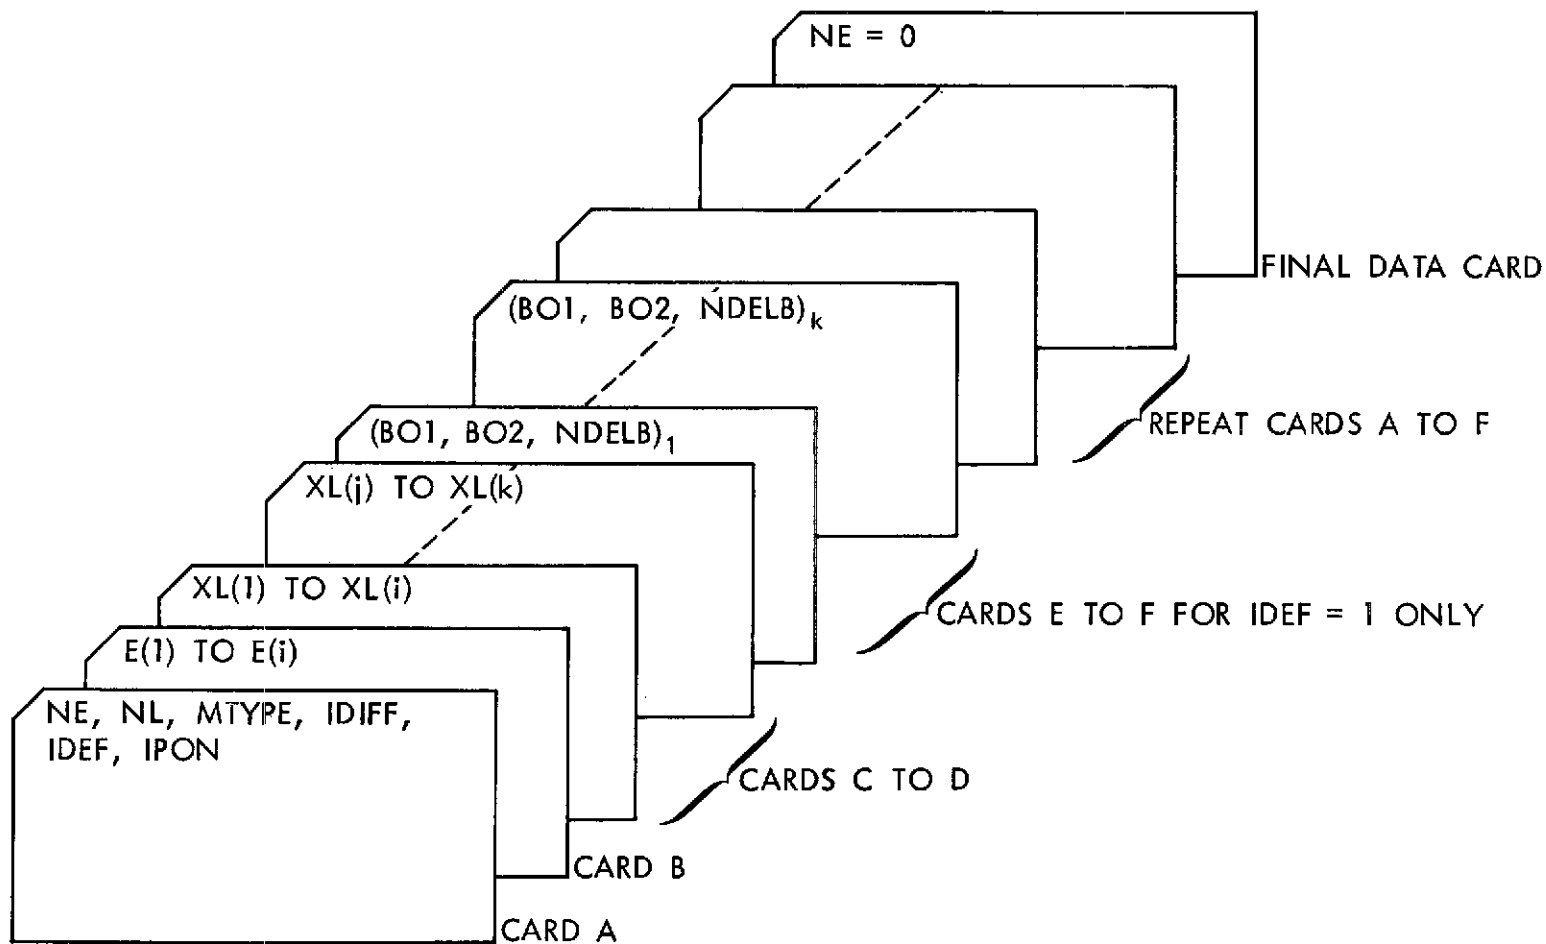 NE = 0
FINAL DATA CARD
(BO1, BO2, NDELB)k
REPEAT CARDS A TO F
(BO1, BO2, NDELB)1
XL(j) TO XL(k)
CARDS E TO F FOR IDEF = 1 ONLY
XL(1) TO XL(i)
E(1) TO E(i)
NE, NL, MTYPE, IDIFF,
IDEF, IPON
CARDS C TO D
CARD B
CARD A